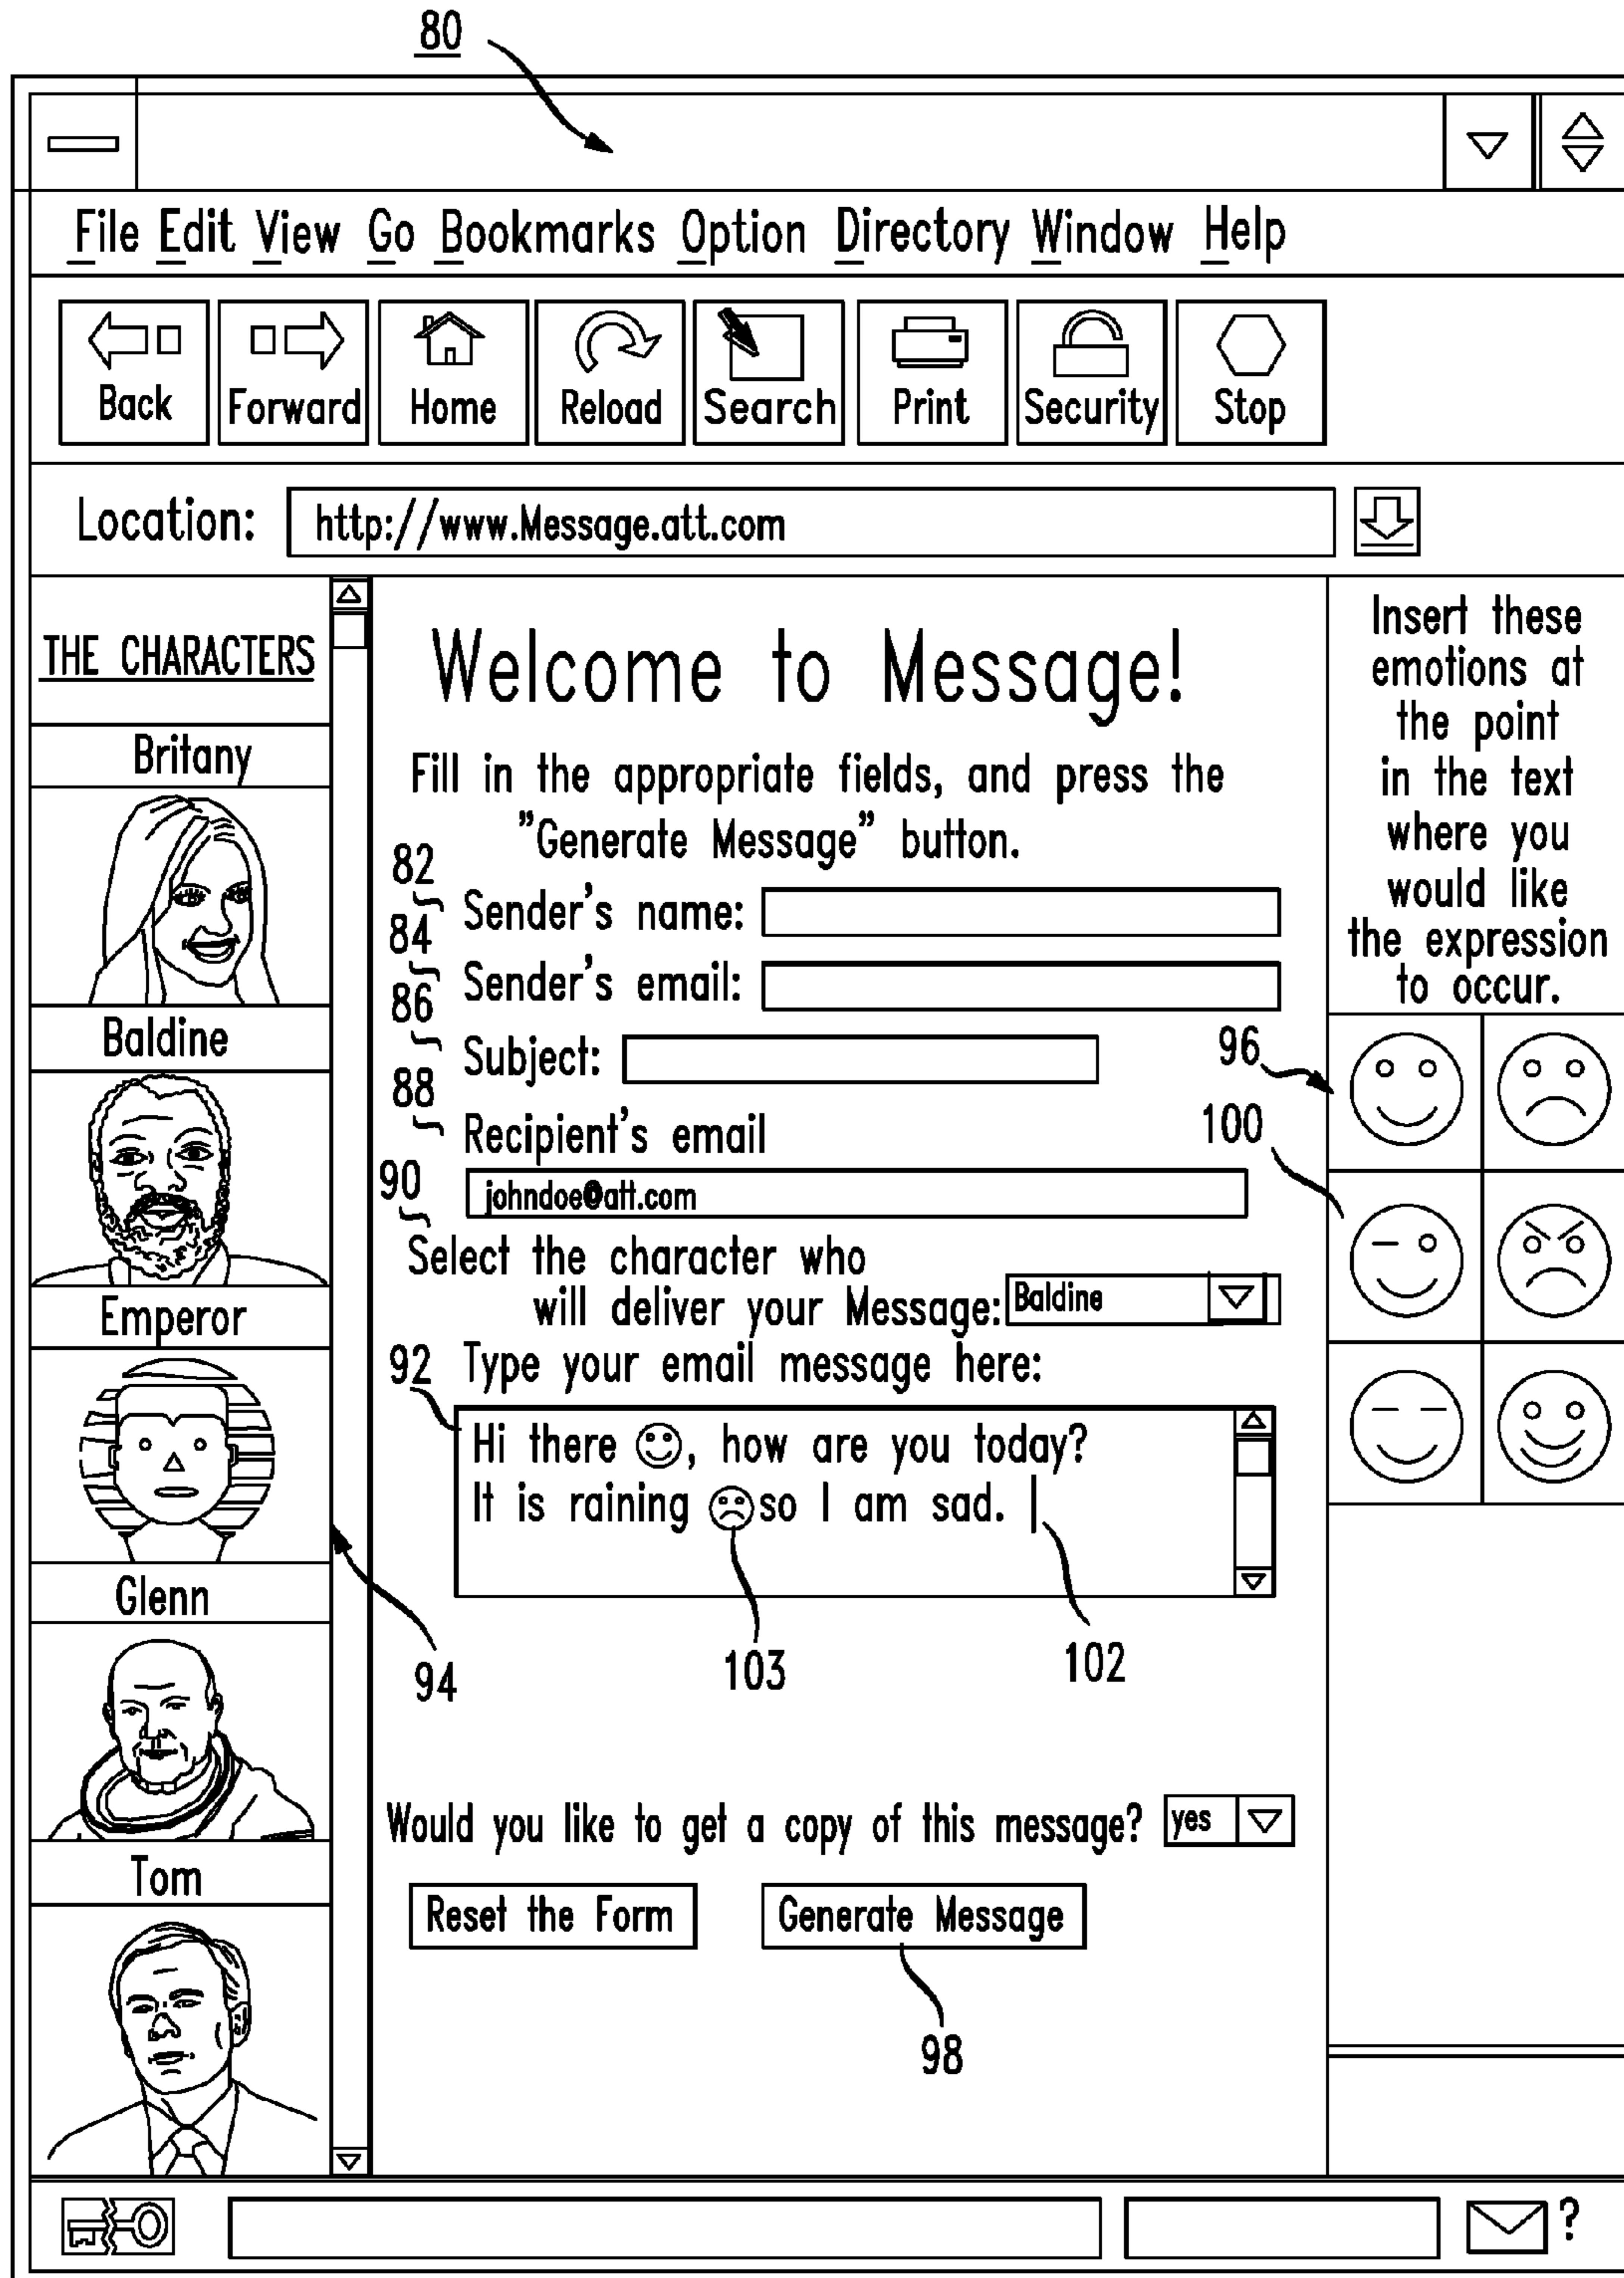 80
File Edit View Go Bookmarks Option Directory Window Help
Back Forward Home Reload Search Print Security Stop
Location: http://www.Message.att.com
THE CHARACTERS
Britany
Baldine
Emperor
Glenn
Tom
Welcome to Message!
Fill in the appropriate fields, and press the
"Generate Message" button.
82
Sender's name:
84
Sender's email:
86
Subject:
88
Recipient's email
90
johndoe@att.com
Select the character who
will deliver your Message: Baldine
92 Type your email message here:
Hi there ☺, how are you today?
It is raining ☹ so I am sad. |
94
103
102
Would you like to get a copy of this message? yes
Reset the Form Generate Message
98
Insert these
emotions at
the point
in the text
where you
would like
the expression
to occur.
96
100
?